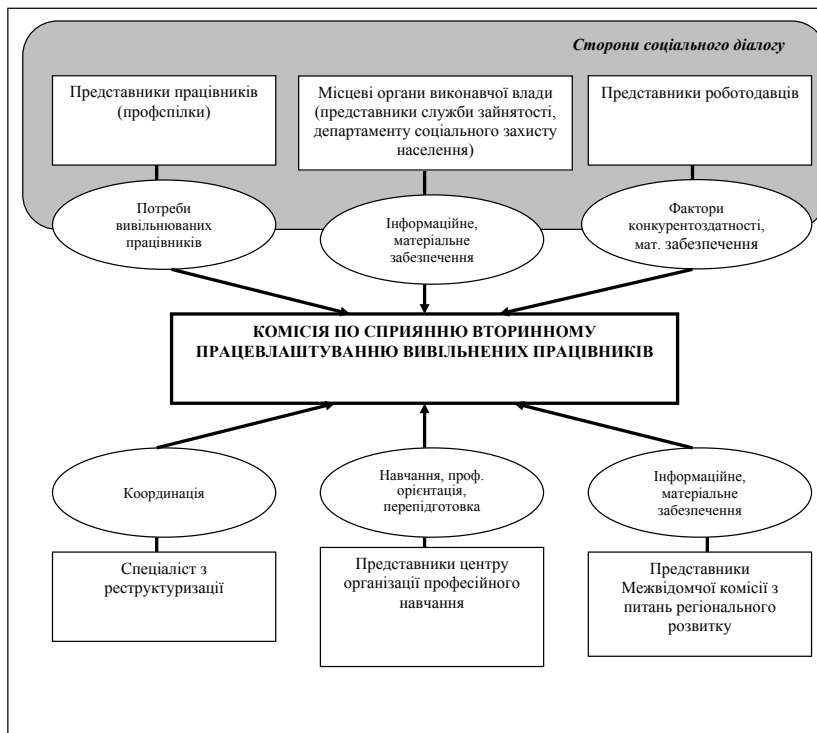 Сторони соціального діалогу
Представники працівників
(профспілки)
Місцеві органи виконавчої влади
(представники служби зайнятості,
департаменту соціального захисту
населення)
Представники роботодавців
Потреби
вивільнюваних
працівників
Інформаційне,
матеріальне
забезпечення
Фактори
конкурентоздатності,
мат. забезпечення
КОМІСІЯ ПО СПРИЯННЮ ВТОРИННОМУ
ПРАЦЕВЛАШТУВАННЮ ВИВІЛЬНЕНИХ ПРАЦІВНИКІВ
Координація
Навчання, проф.
орієнтація,
перепідготовка
Інформаційне,
матеріальне
забезпечення
Спеціаліст з
реструктуризації
Представники центру
організації професійного
навчання
Представники
Межвідомчої комісії з
питань регіонального
розвитку